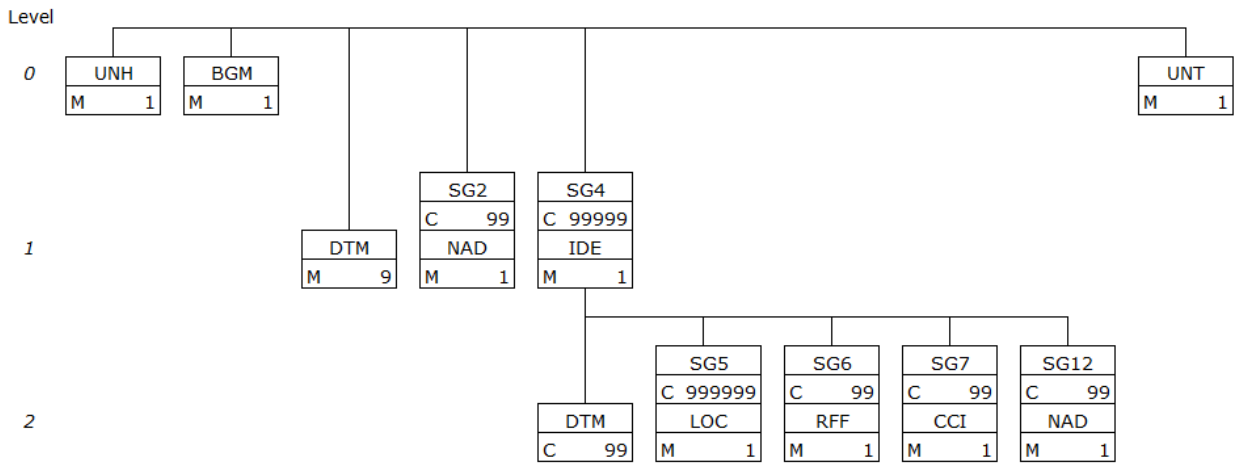 Level
0 UNH BGM UNT
M 1 M 1 M 1
SG2 SG4
C 99 C 99999
1 DTM NAD IDE
M 9 M 1 M 1
SG5 SG6 SG7 SG12
C 999999 C 99 C 99 C 99
2 DTM LOC RFF CCI NAD
C 99 M 1 M 1 M 1 M 1